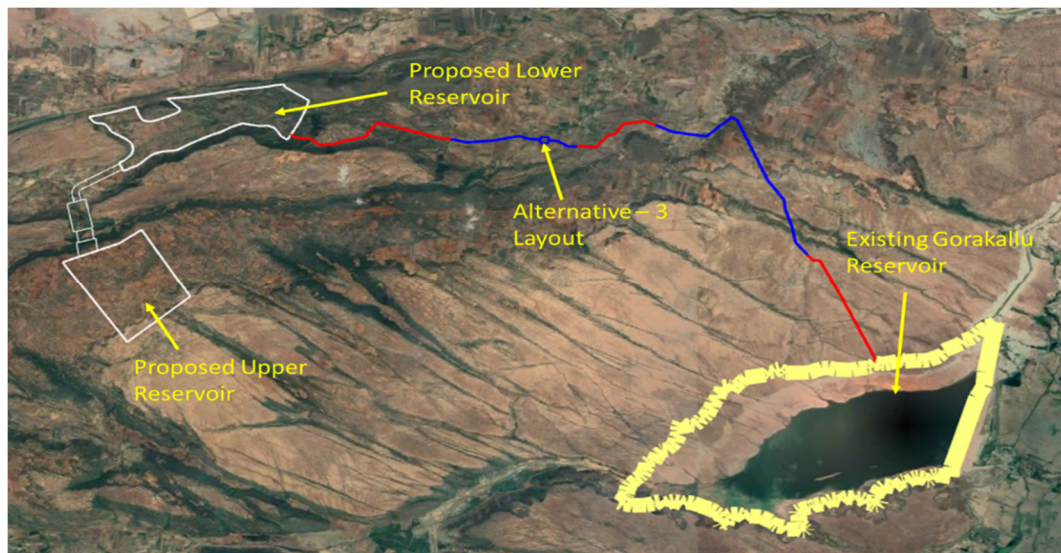 Proposed Lower
Reservoir
Alternative – 3
Layout
Existing Gorakallu
Reservoir
Proposed Upper
Reservoir